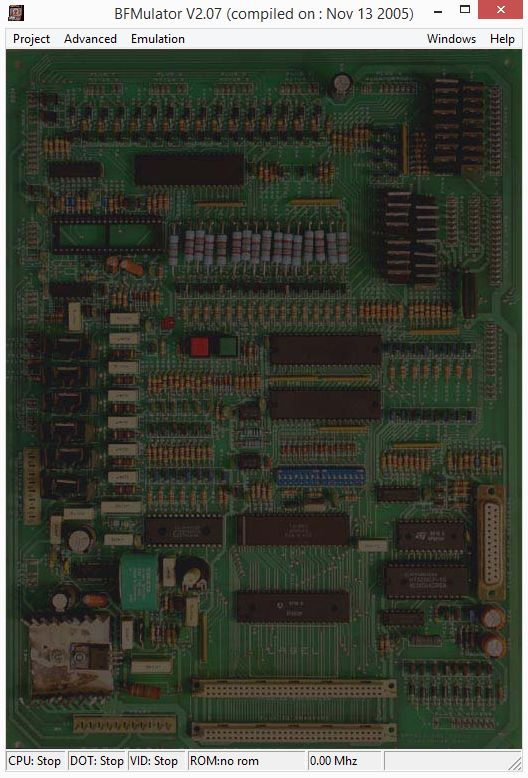 BFMulator V2.07 (compiled on : Nov 13 2005)
Project Advanced Emulation Windows Help
LABEL
CPU: Stop DOT: Stop VID: Stop ROM:no rom 0.00 Mhz